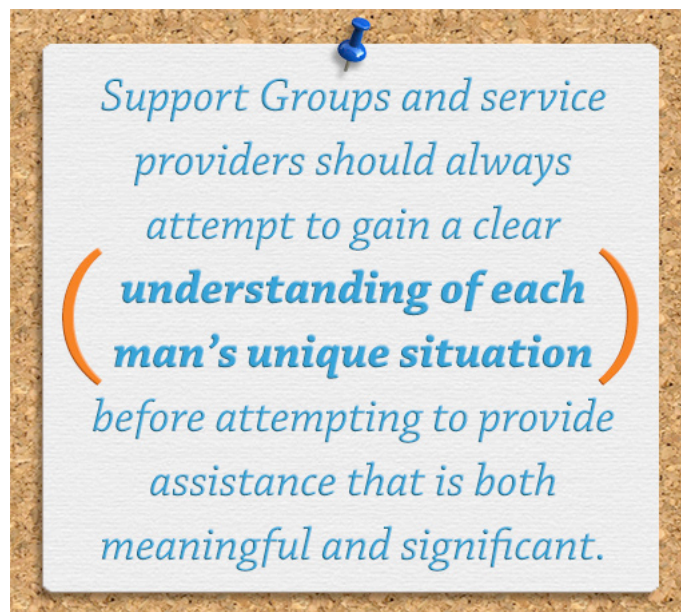 Support Groups and service
providers should always
attempt to gain a clear
(understanding of each
man's unique situation)
before attempting to provide
assistance that is both
meaningful and significant.